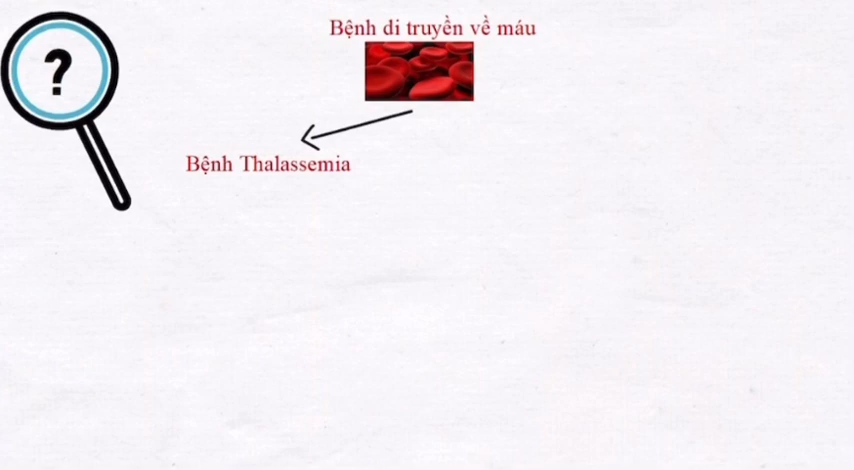 Bệnh di truyền về máu
?
Bệnh Thalassemia